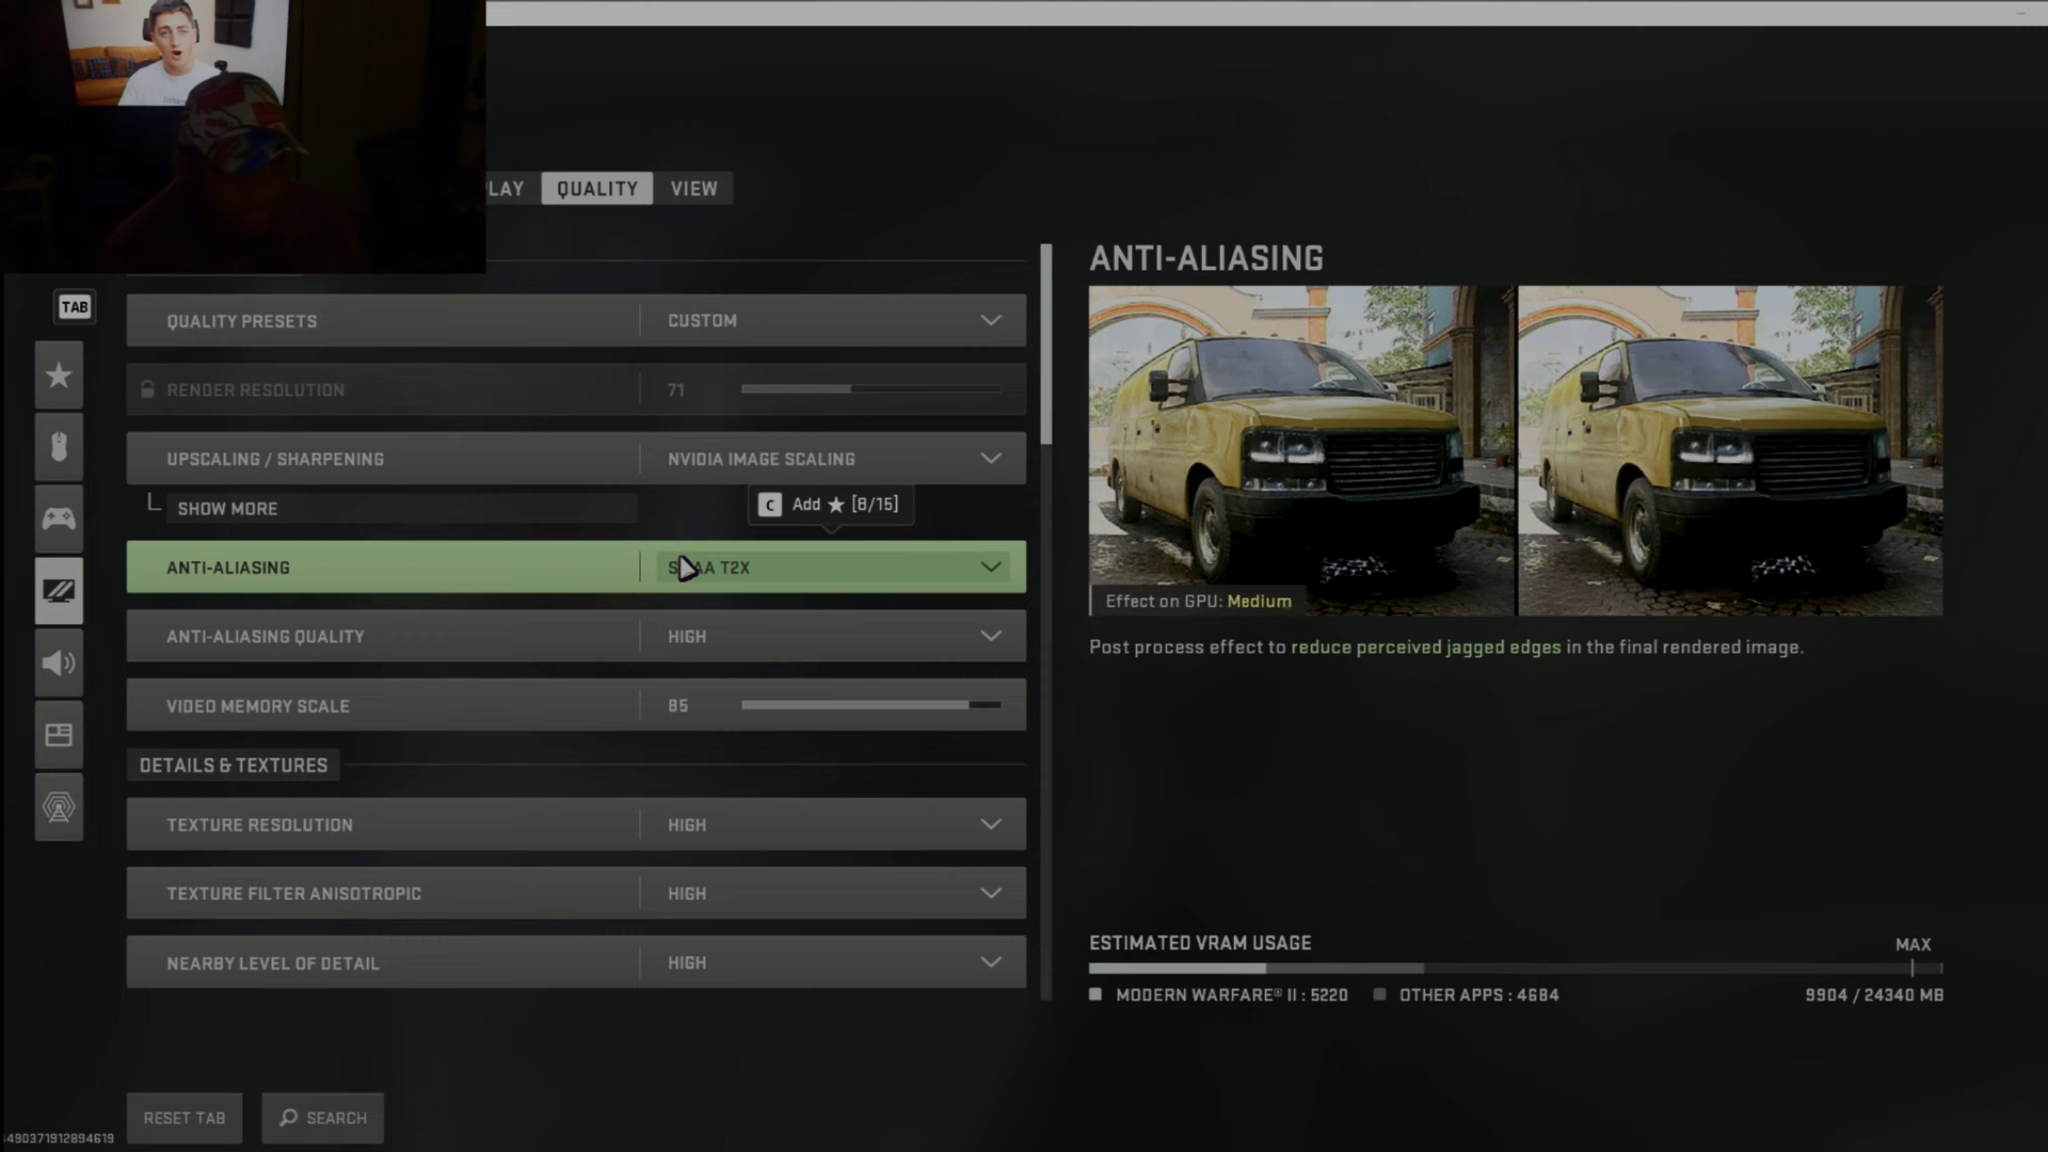 PLAY
QUALITY
VIEW
TAB
QUALITY PRESETS
CUSTOM
RENDER RESOLUTION
71
UPSCALING / SHARPENING
NVIDIA IMAGE SCALING
SHOW MORE
C Add ★ [8/15]
ANTI-ALIASING
T2X
ANTI-ALIASING QUALITY
HIGH
VIDEO MEMORY SCALE
85
DETAILS & TEXTURES
TEXTURE RESOLUTION
HIGH
TEXTURE FILTER ANISOTROPIC
HIGH
NEARBY LEVEL OF DETAIL
HIGH
RESET TAB
SEARCH
4490371912894619
ANTI-ALIASING
Effect on GPU: Medium
Post process effect to reduce perceived jagged edges in the final rendered image.
ESTIMATED VRAM USAGE
MAX
MODERN WARFARE® II : 5220
OTHER APPS : 4684
9904 / 24340 MB